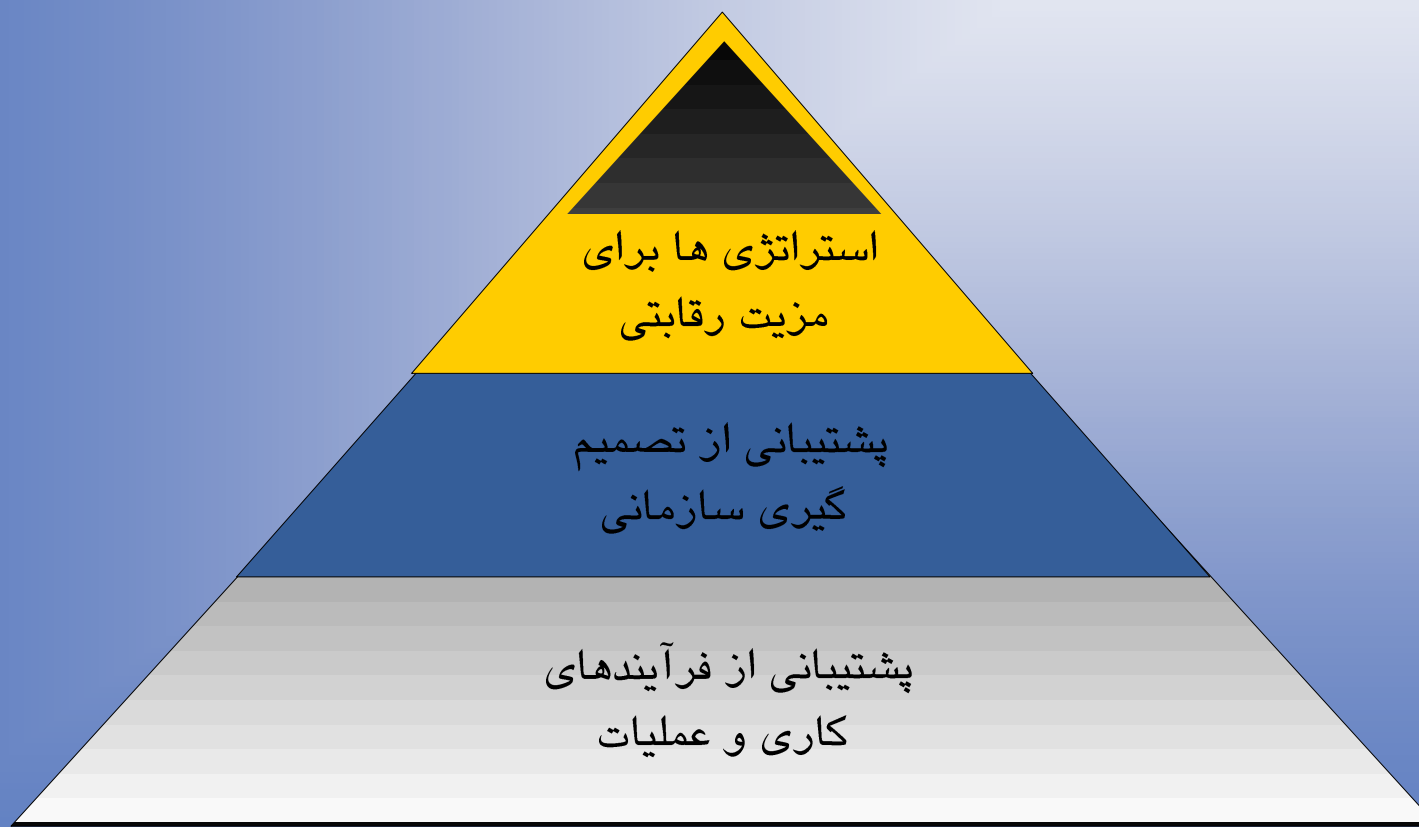 استراتژی ها برای
مزیت رقابتی
پشتیبانی از تصمیم
گیری سازمانی
پشتیبانی از فرآیندهای
کاری و عملیات